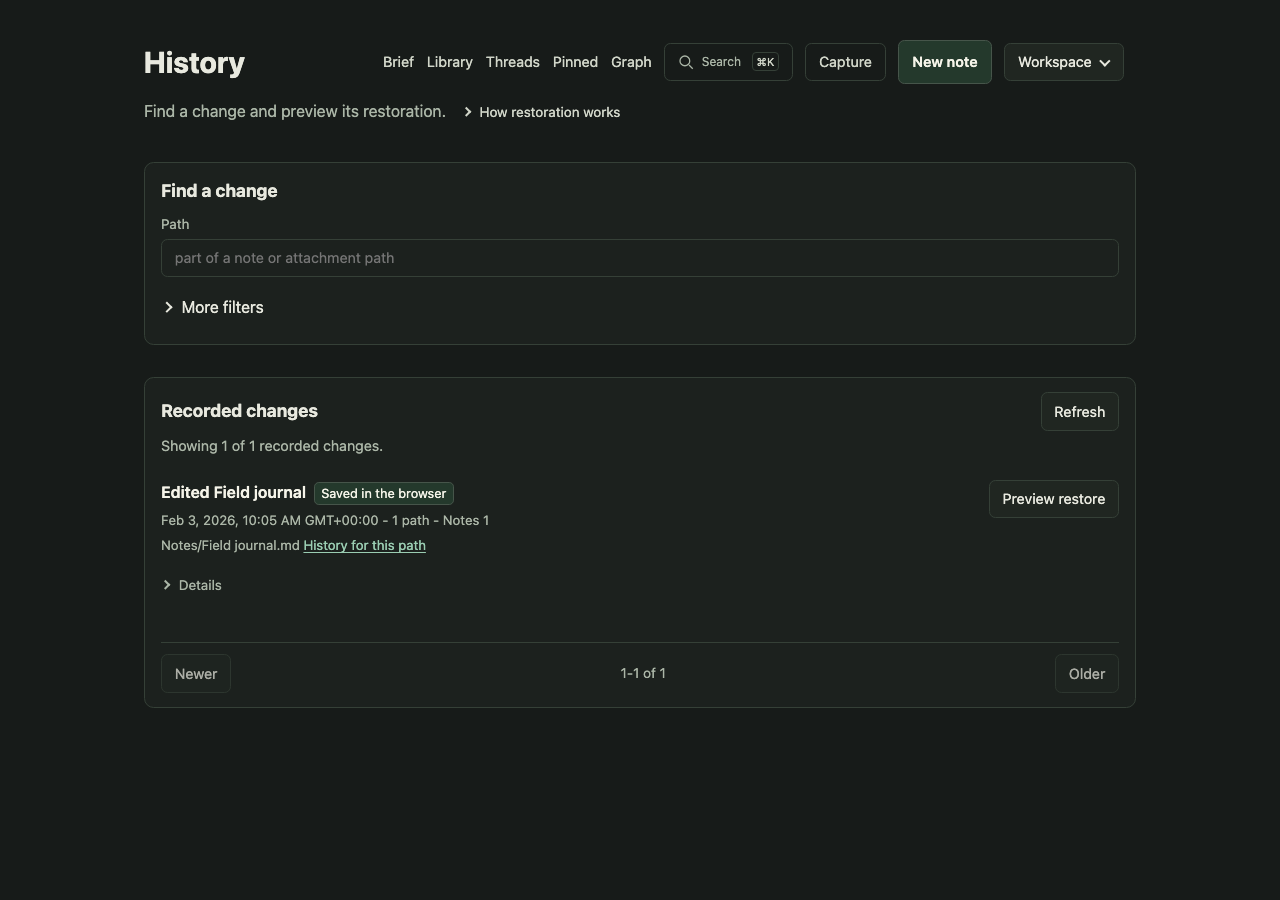 History
Brief Library Threads Pinned Graph Search ⌘K Capture New note Workspace
Find a change and preview its restoration. How restoration works
Find a change
Path
part of a note or attachment path
More filters
Recorded changes
Refresh
Showing 1 of 1 recorded changes.
Edited Field journal Saved in the browser
Preview restore
Feb 3, 2026, 10:05 AM GMT+00:00 - 1 path - Notes 1
Notes/Field journal.md History for this path
Details
Newer 1-1 of 1 Older